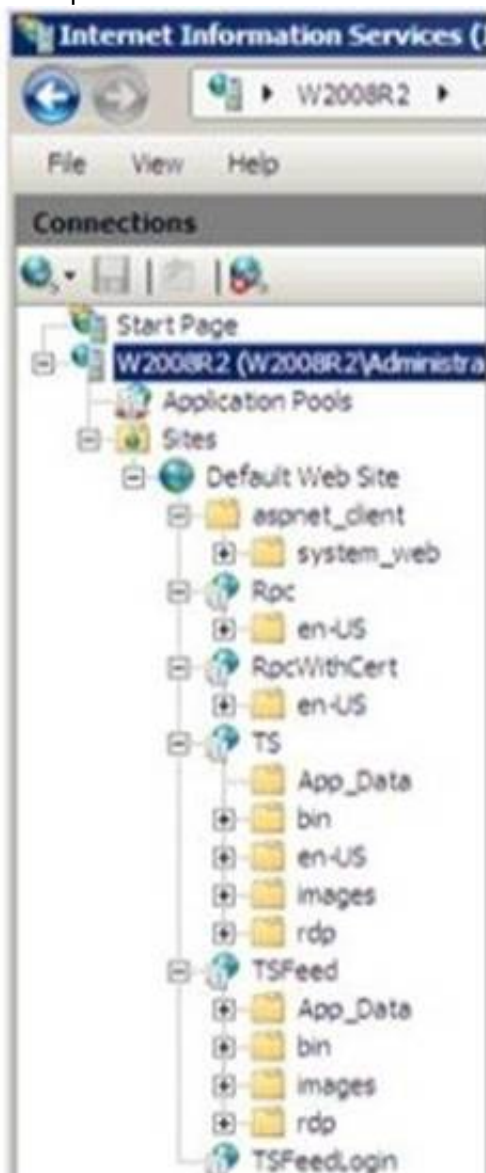 Internet Information Services (
W2008R2
File View Help
Connections
Start Page
W2008R2 (W2008R2\Administra
Application Pools
Sites
Default Web Site
aspnet_client
system_web
Rpc
en-US
RpcWithCert
en-US
TS
App_Data
bin
en-US
images
rdp
TSFeed
App_Data
bin
images
rdp
TSFeedLogin